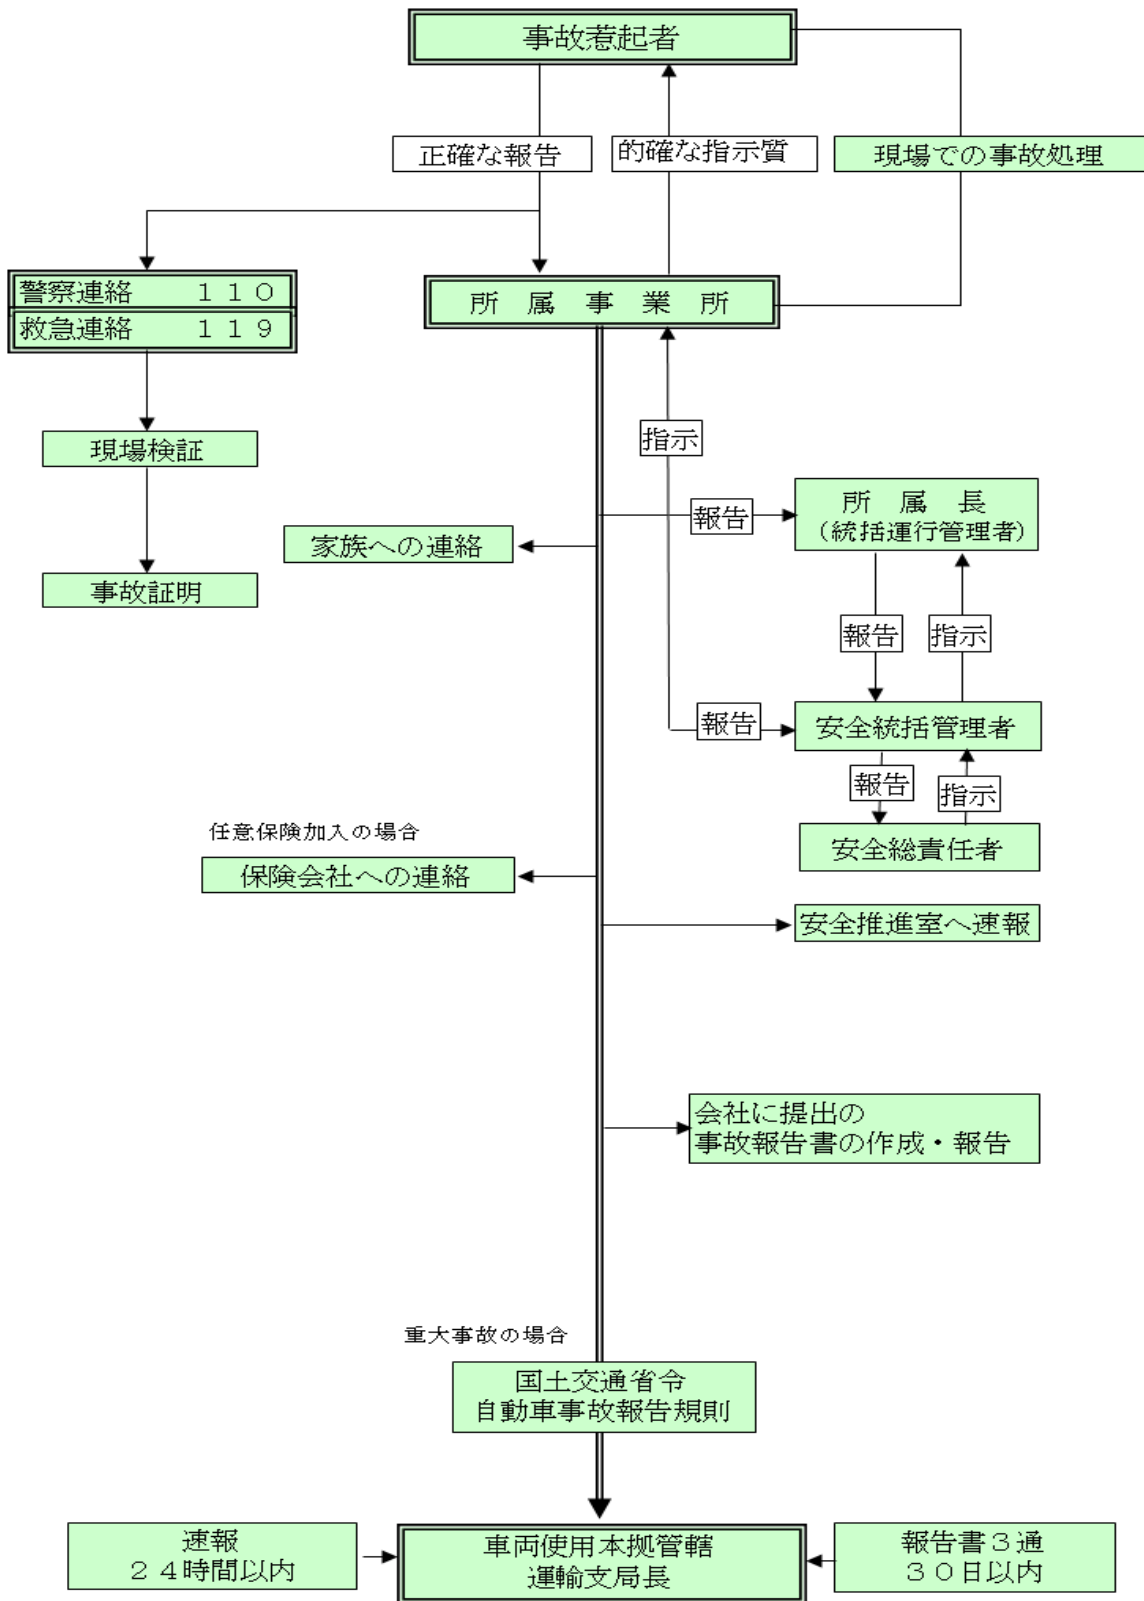 事故惹起者
正確な報告
的確な指示質
現場での事故処理
警察連絡　　１１０
救急連絡　　１１９
所　属　事　業　所
現場検証
指示
所　属　長
（統括運行管理者）
報告
家族への連絡
事故証明
報告
指示
報告
安全統括管理者
報告
指示
任意保険加入の場合
安全総責任者
保険会社への連絡
安全推進室へ速報
会社に提出の
事故報告書の作成・報告
重大事故の場合
国土交通省令
自動車事故報告規則
速報
２４時間以内
車両使用本拠管轄
運輸支局長
報告書３通
３０日以内